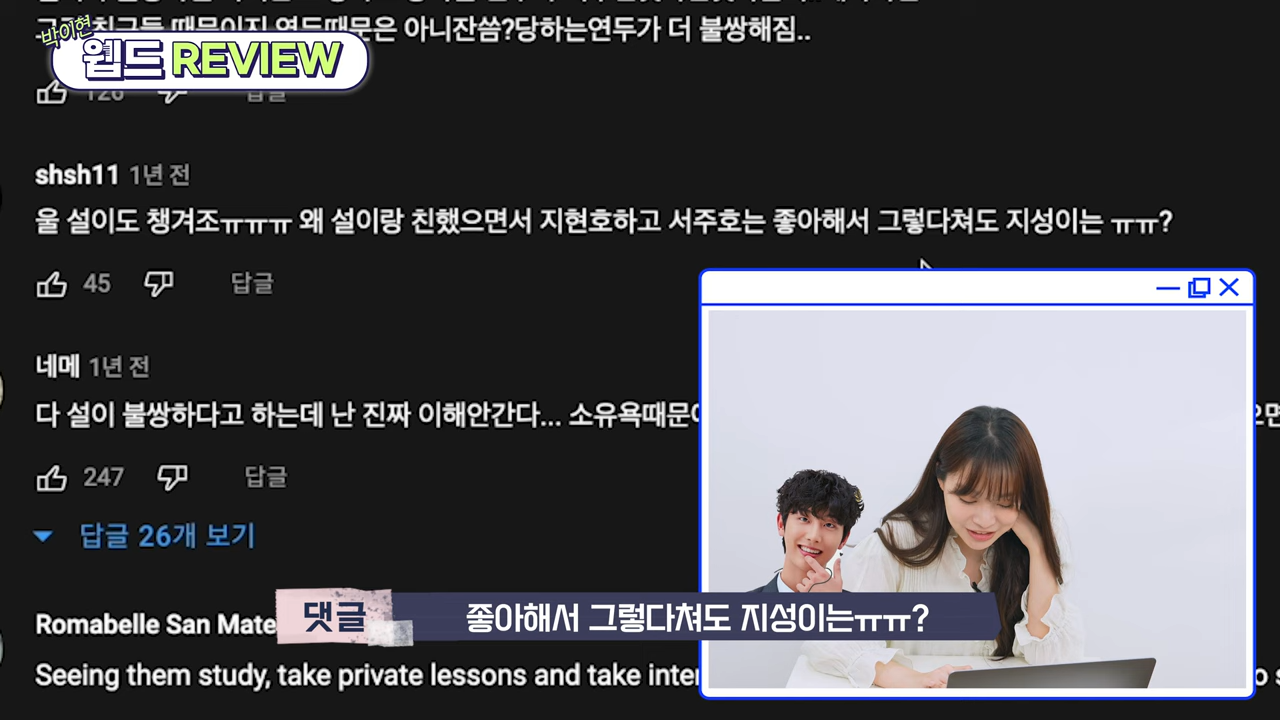 때문이지 연두때문은 아니잔씀?당하는연두가 더 불쌍해짐..
박이현
웹드 REVIEW
126 답글
shsh11 1년 전
울 설이도 챙겨조ㅠㅠㅠ 왜 설이랑 친했으면서 지현호하고 서주호는 좋아해서 그렇다쳐도 지성이는 ㅠㅠ?
45 답글
네메 1년 전
다 설이 불쌍하다고 하는데 난 진짜 이해안간다... 소유욕때문
247 답글
답글 26개 보기
Romabelle San Mate
댓글 좋아해서 그렇다쳐도 지성이는ㅠㅠ?
Seeing them study, take private lessons and take inter